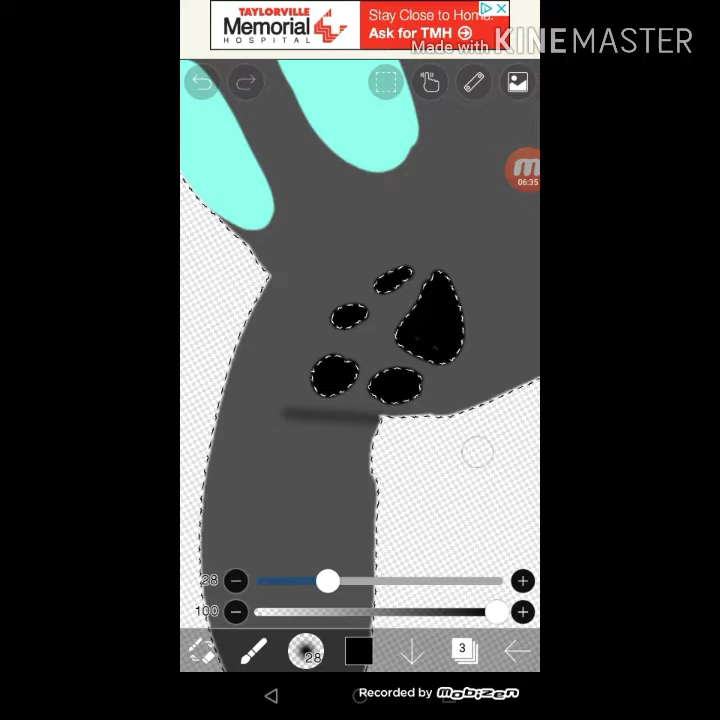 TAYLORVILLE
Memorial
HOSPITAL
Stay Close to Home.
Ask for TMH
Made with KINEMASTER
06:35
28
100
28
3
Recorded by MOBIZEN